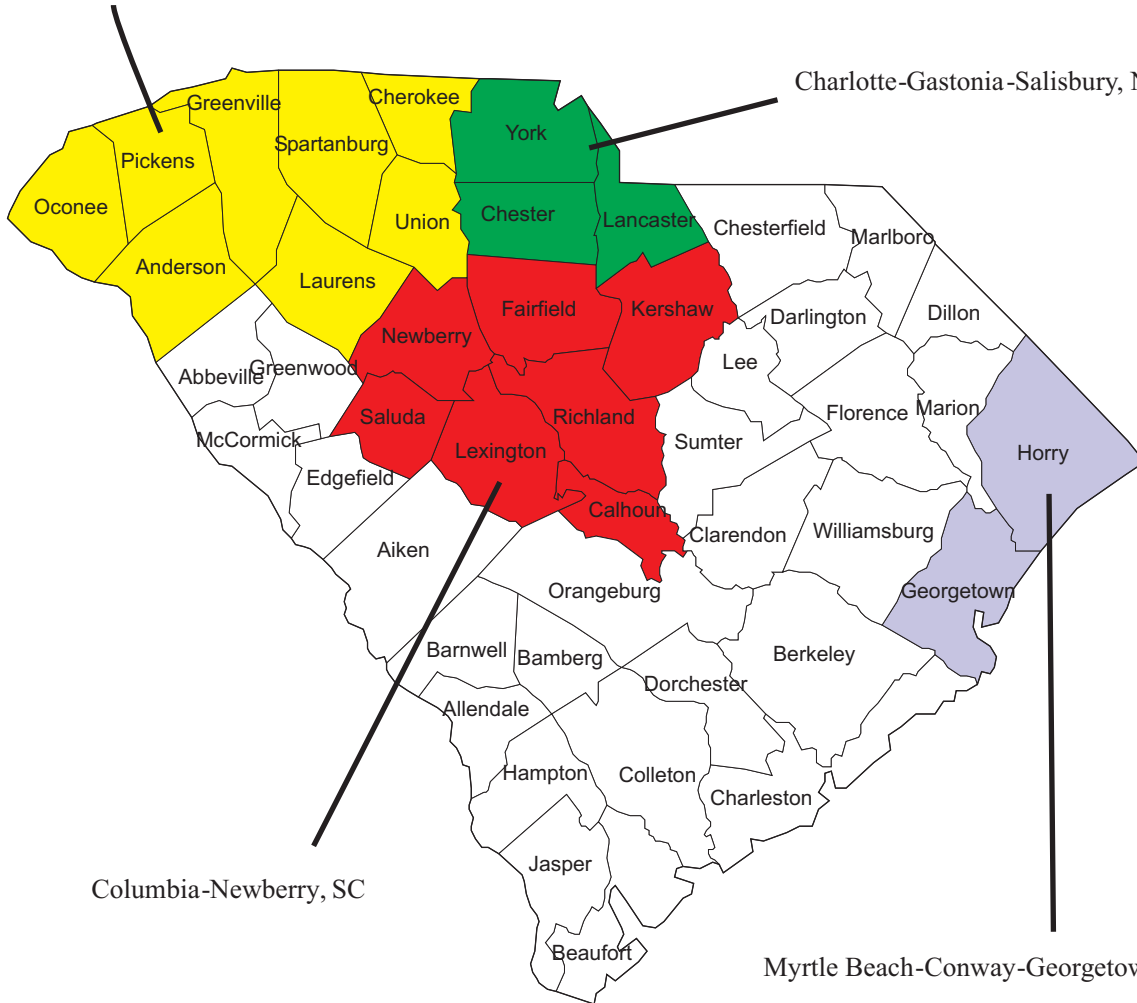 Charlotte-Gastonia-Salisbury, N
Greenville
Cherokee
York
Spartanburg
Pickens
Oconee
Union
Chester
Lancaster
Chesterfield
Marlboro
Anderson
Laurens
Fairfield
Kershaw
Dillon
Newberry
Darlington
Greenwood
Lee
Abbeville
Saluda
Richland
Florence
Marion
McCormick
Lexington
Sumter
Horry
Edgefield
Calhoun
Clarendon
Williamsburg
Aiken
Orangeburg
Georgetown
Barnwell
Bamberg
Berkeley
Dorchester
Allendale
Hampton
Colleton
Charleston
Jasper
Columbia-Newberry, SC
Beaufort
Myrtle Beach-Conway-Georgetow